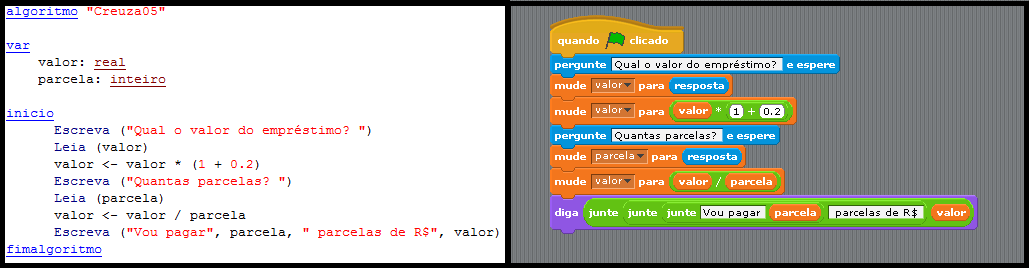 algoritmo "Creuza05"
var
valor: real
parcela: inteiro
inicio
Escreva ("Qual o valor do empréstimo? ")
Leia (valor)
valor <- valor * (1 + 0.2)
Escreva ("Quantas parcelas? ")
Leia (parcela)
valor <- valor / parcela
Escreva ("Vou pagar", parcela, " parcelas de R$", valor)
fimalgoritmo
quando clicado
pergunte Qual o valor do empréstimo? e espere
mude valor para resposta
mude valor para valor * 1 + 0.2
pergunte Quantas parcelas? e espere
mude parcela para resposta
mude valor para valor / parcela
diga junte junte junte Vou pagar parcela parcelas de R$ valor